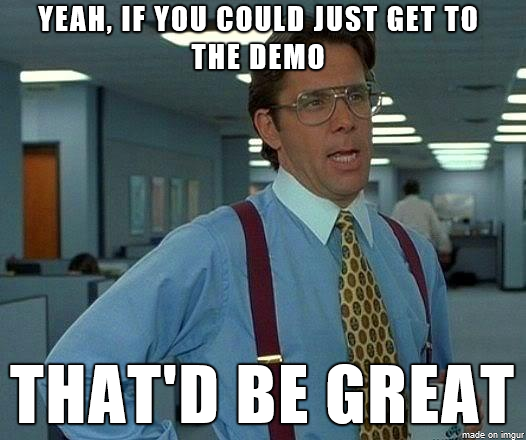 YEAH, IF YOU COULD JUST GET TO
THE DEMO
THAT'D BE GREAT
made on imgur